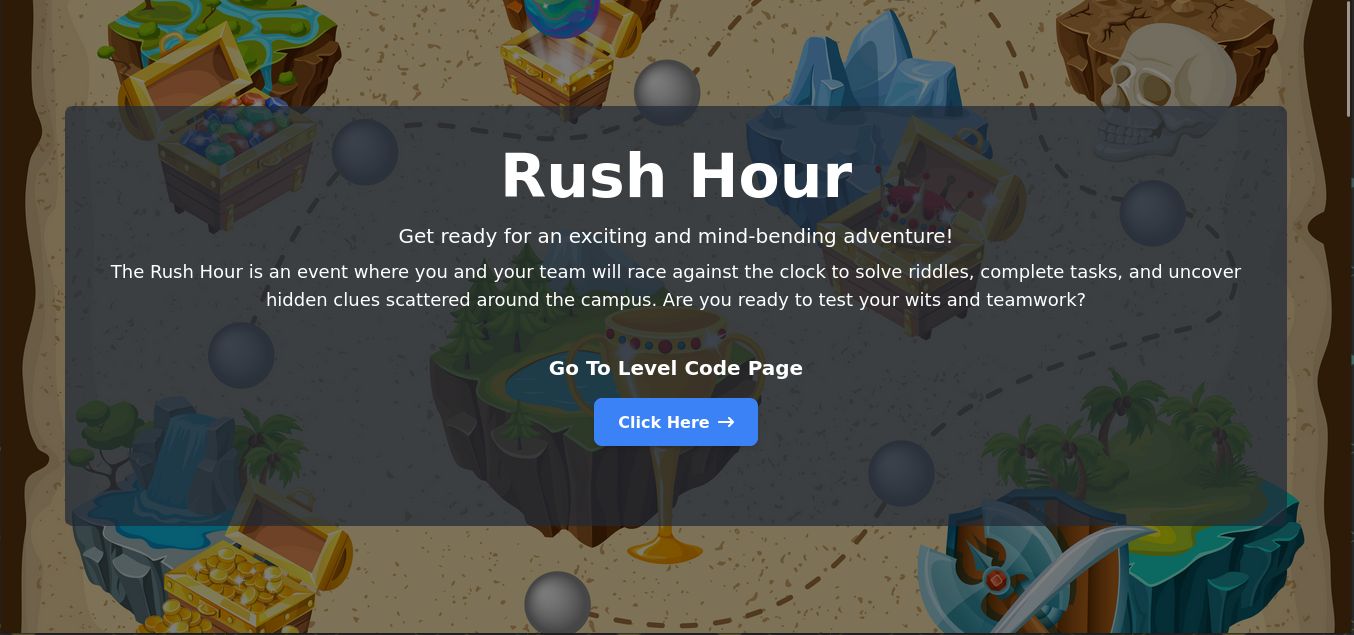 Rush Hour
Get ready for an exciting and mind-bending adventure!
The Rush Hour is an event where you and your team will race against the clock to solve riddles, complete tasks, and uncover
hidden clues scattered around the campus. Are you ready to test your wits and teamwork?
Go To Level Code Page
Click Here →